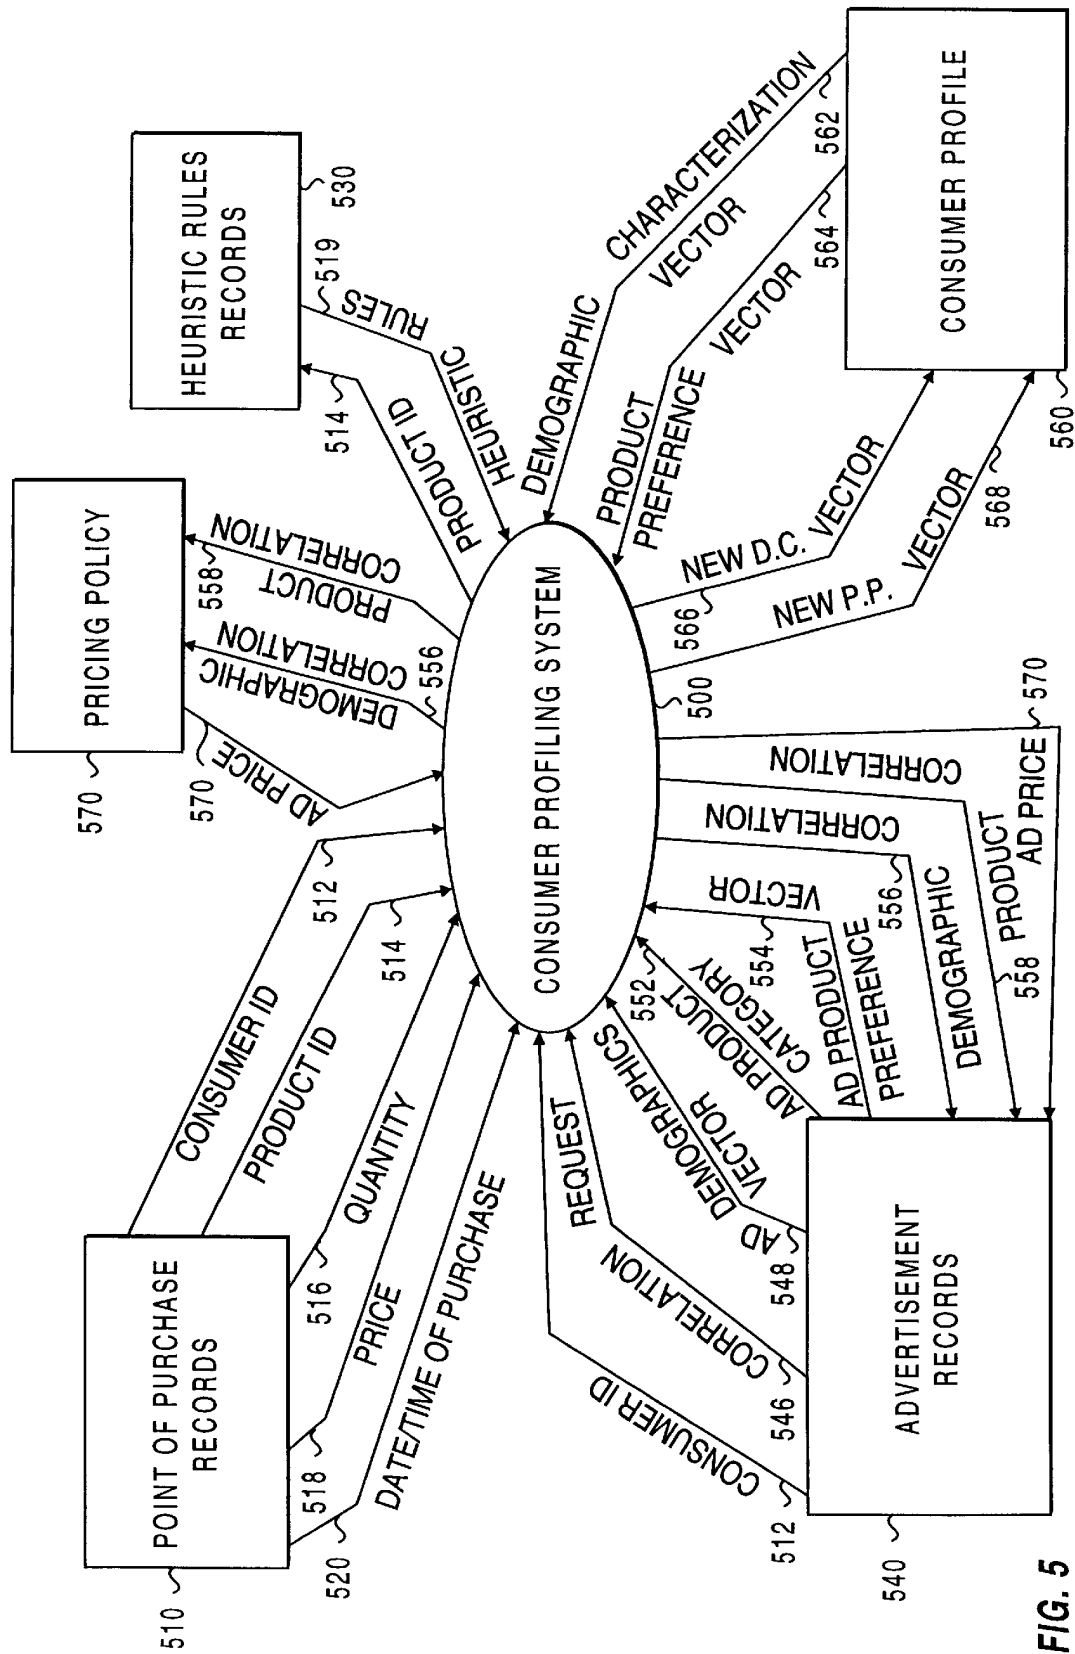 POINT OF PURCHASE
RECORDS
510
CONSUMER ID
512
PRODUCT ID
514
QUANTITY
516
PRICE
518
DATE/TIME OF PURCHASE
520
PRICING POLICY
570
AD PRICE
570
DEMOGRAPHIC
CORRELATION
556
PRODUCT
CORRELATION
558
HEURISTIC RULES
RECORDS
530
PRODUCT ID
514
HEURISTIC
RULES
519
CONSUMER PROFILING SYSTEM
500
DEMOGRAPHIC
CHARACTERIZATION
VECTOR
562
PRODUCT
PREFERENCE
VECTOR
564
NEW D.C. VECTOR
566
NEW P.P. VECTOR
568
CONSUMER PROFILE
560
ADVERTISEMENT
RECORDS
540
CONSUMER ID
512
CORRELATION
REQUEST
546
AD DEMOGRAPHICS
VECTOR
548
AD PRODUCT
CATEGORY
552
AD PRODUCT
PREFERENCE
VECTOR
554
DEMOGRAPHIC
CORRELATION
556
PRODUCT
CORRELATION
558
AD PRICE
570
FIG. 5